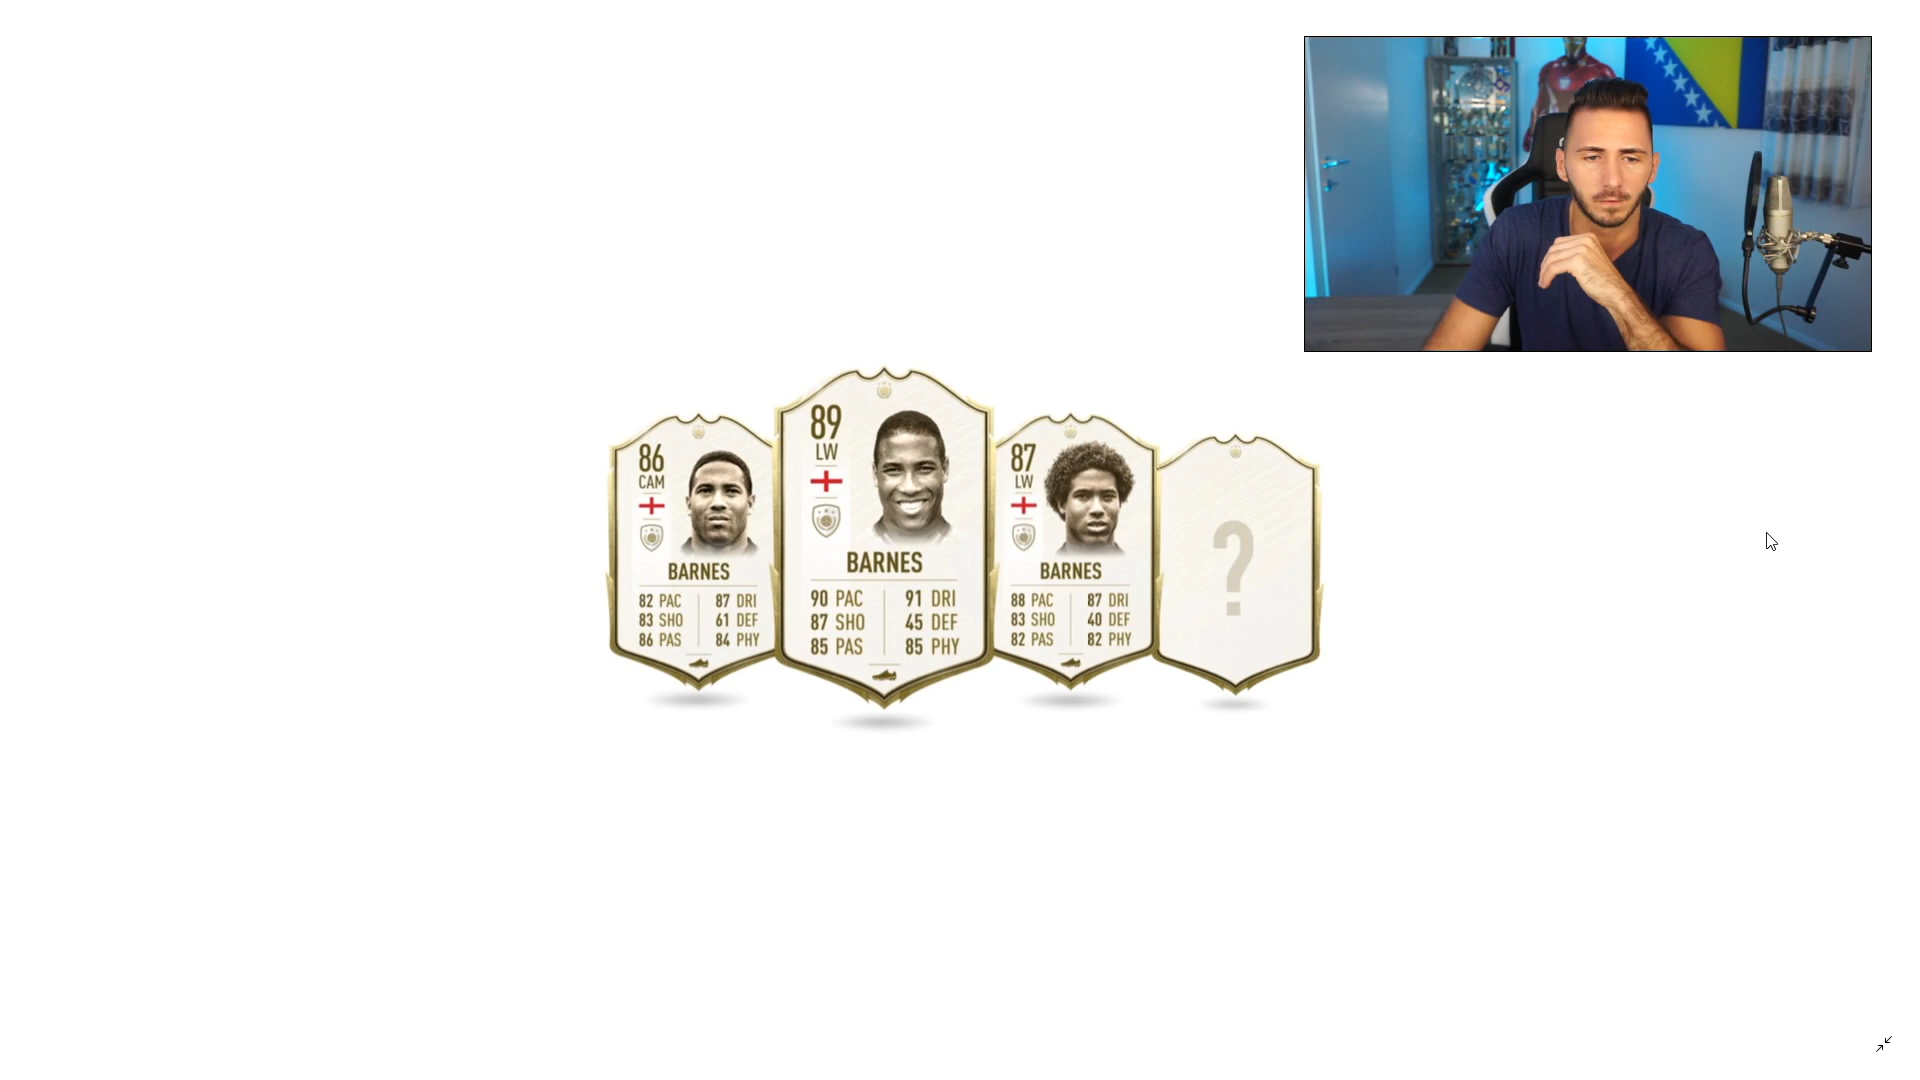 86
CAM
BARNES
82 PAC 87 DRI
83 SHO 61 DEF
86 PAS 84 PHY
89
LW
BARNES
90 PAC 91 DRI
87 SHO 45 DEF
85 PAS 85 PHY
87
LW
BARNES
88 PAC 87 DRI
83 SHO 40 DEF
82 PAS 82 PHY
?